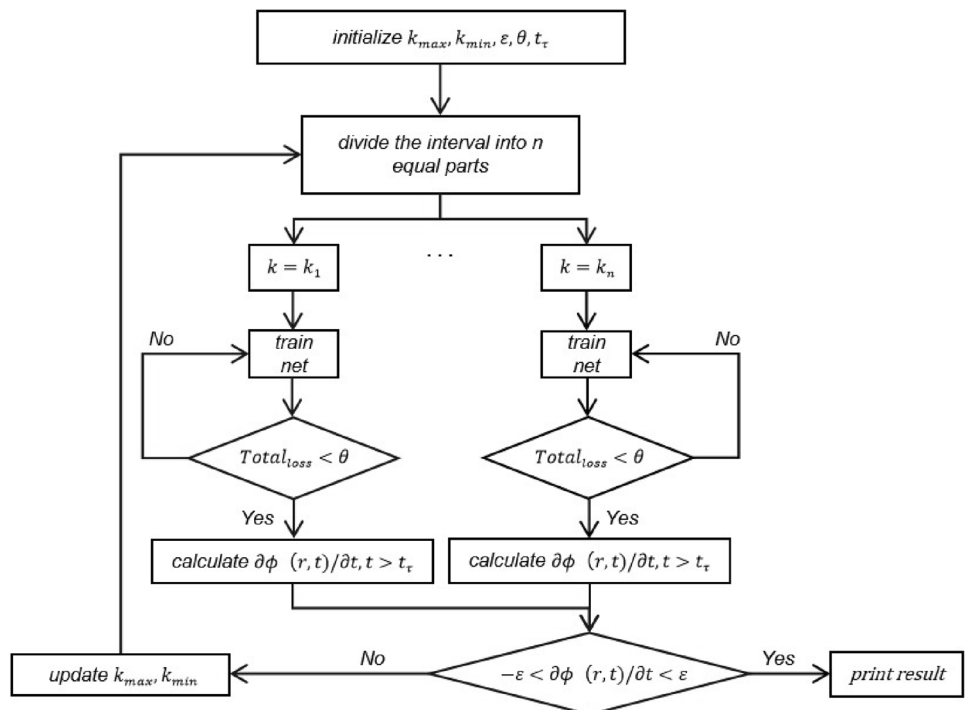 initialize k_max, k_min, ε, θ, t_τ
divide the interval into n
equal parts
k = k_1
. . .
k = k_n
No
train
net
train
net
No
Total_loss < θ
Total_loss < θ
Yes
Yes
calculate ∂ϕ (r, t)/∂t, t > t_τ
calculate ∂ϕ (r, t)/∂t, t > t_τ
update k_max, k_min
No
−ε < ∂ϕ (r, t)/∂t < ε
Yes
print result